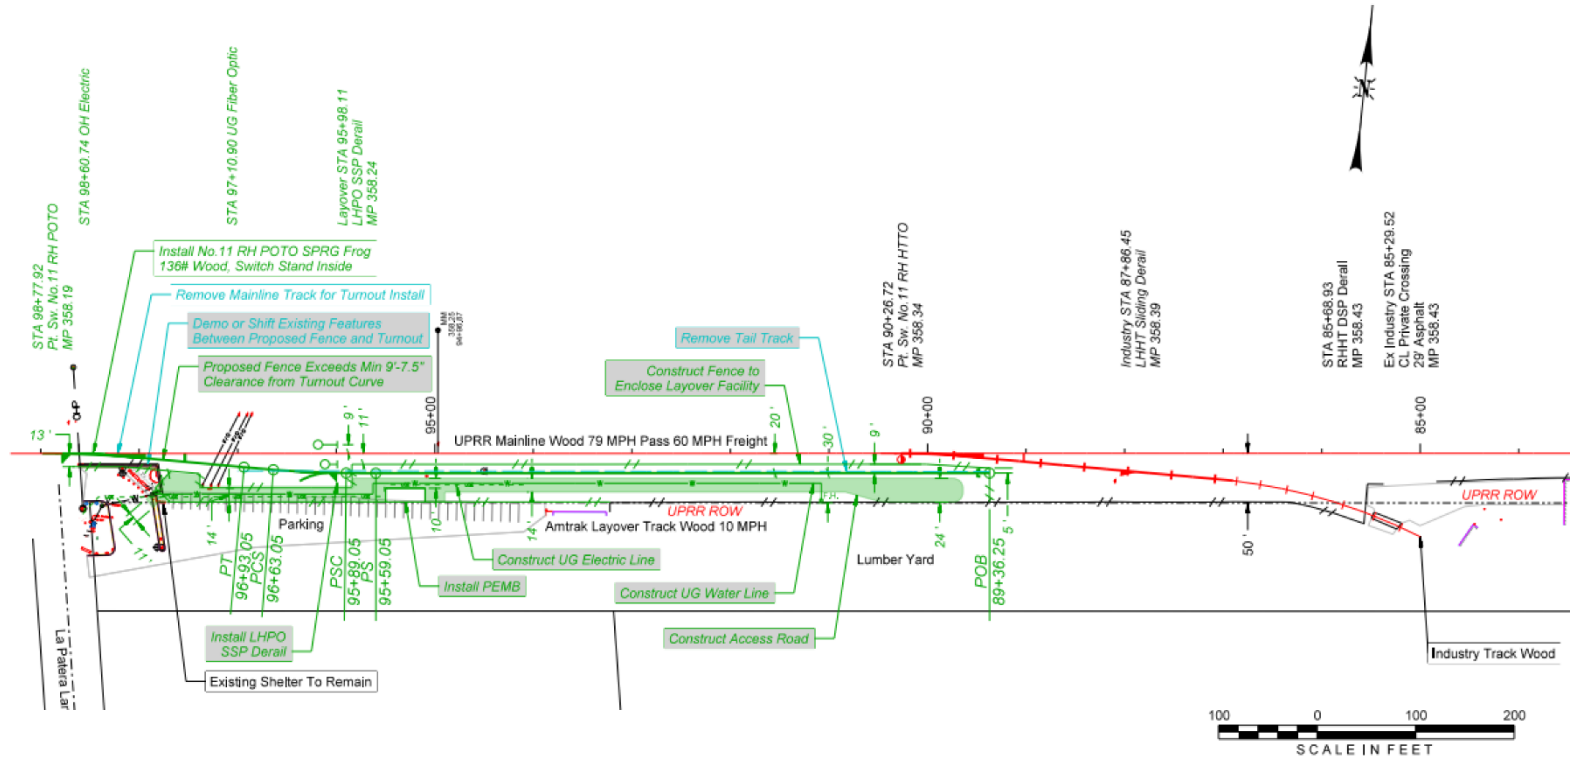 STA 98+77.92
Pt. Sw. No.11 RH POTO
MP 358.19
STA 98+60.74 OH Electric
STA 97+10.90 UG Fiber Optic
Layover STA 95+98.11
LHPO SSP Derail
MP 358.24
Install No.11 RH POTO SPRG Frog
136# Wood, Switch Stand Inside
Remove Mainline Track for Turnout Install
Demo or Shift Existing Features
Between Proposed Fence and Turnout
Proposed Fence Exceeds Min 9'-7.5"
Clearance from Turnout Curve
MM
358.25
95+00
Remove Tail Track
Construct Fence to
Enclose Layover Facility
STA 90+26.72
Pt. Sw. No.11 RH HTTO
MP 358.34
90+00
Industry STA 87+86.45
LHHT Sliding Derail
MP 358.39
STA 85+68.93
RHHT DSP Derail
MP 358.43
Ex Industry STA 85+29.52
CL Private Crossing
29' Asphalt
MP 358.43
85+00
N
OHP
13 '
9 '
11'
20 '
30 '
9 '
UPRR Mainline Wood 79 MPH Pass 60 MPH Freight
F.H.
UPRR ROW
UPRR ROW
Parking
Amtrak Layover Track Wood 10 MPH
11 '
14 '
10'
14 '
24 '
5 '
50 '
PT
96+93.05
PCS
96+63.05
PSC
95+89.05
PS
95+59.05
POB
89+36.25
Lumber Yard
Construct UG Electric Line
Install PEMB
Construct UG Water Line
Construct Access Road
Install LHPO
SSP Derail
Existing Shelter To Remain
Industry Track Wood
La Patera Lan
100 0 100 200
SCALE IN FEET